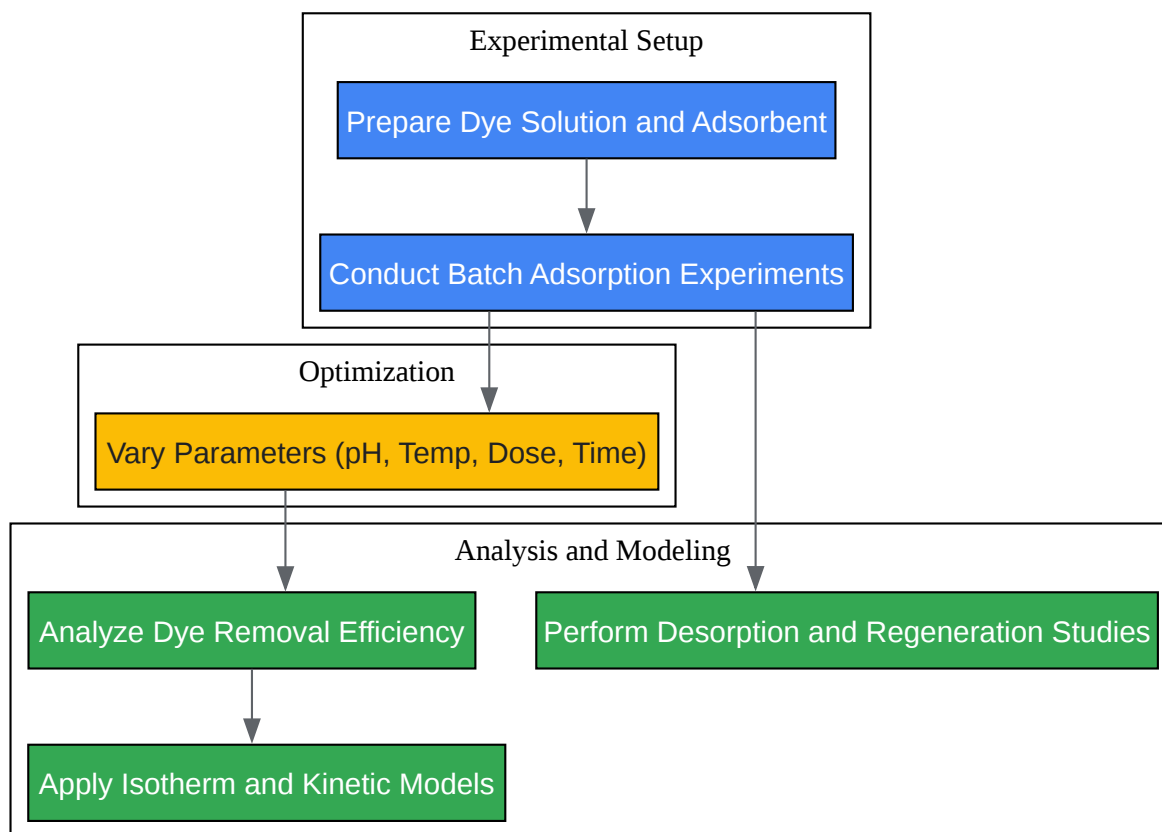 Experimental Setup
Prepare Dye Solution and Adsorbent
Conduct Batch Adsorption Experiments
Optimization
Vary Parameters (pH, Temp, Dose, Time)
Analysis and Modeling
Analyze Dye Removal Efficiency
Perform Desorption and Regeneration Studies
Apply Isotherm and Kinetic Models